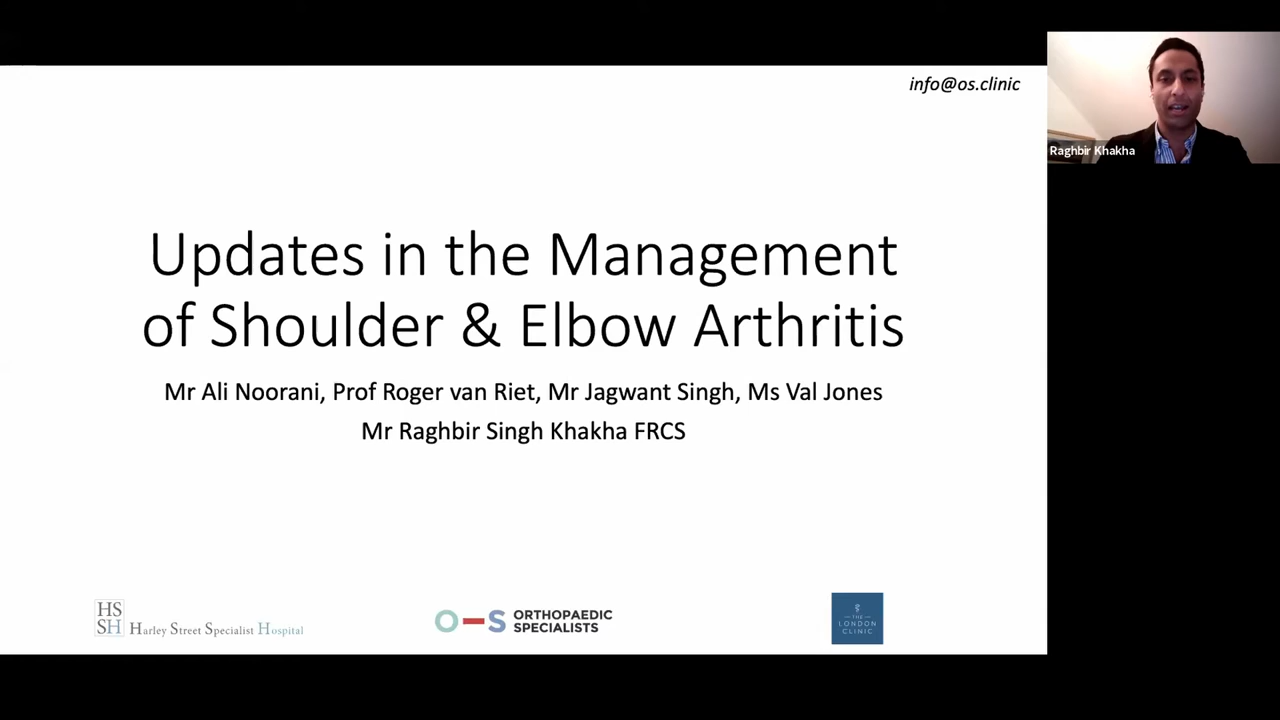 info@os.clinic
Raghbir Khakha
Updates in the Management
of Shoulder & Elbow Arthritis
Mr Ali Noorani, Prof Roger van Riet, Mr Jagwant Singh, Ms Val Jones
Mr Raghbir Singh Khakha FRCS
HS
SH Harley Street Specialist Hospital
O–S ORTHOPAEDIC
SPECIALISTS
THE
LONDON
CLINIC